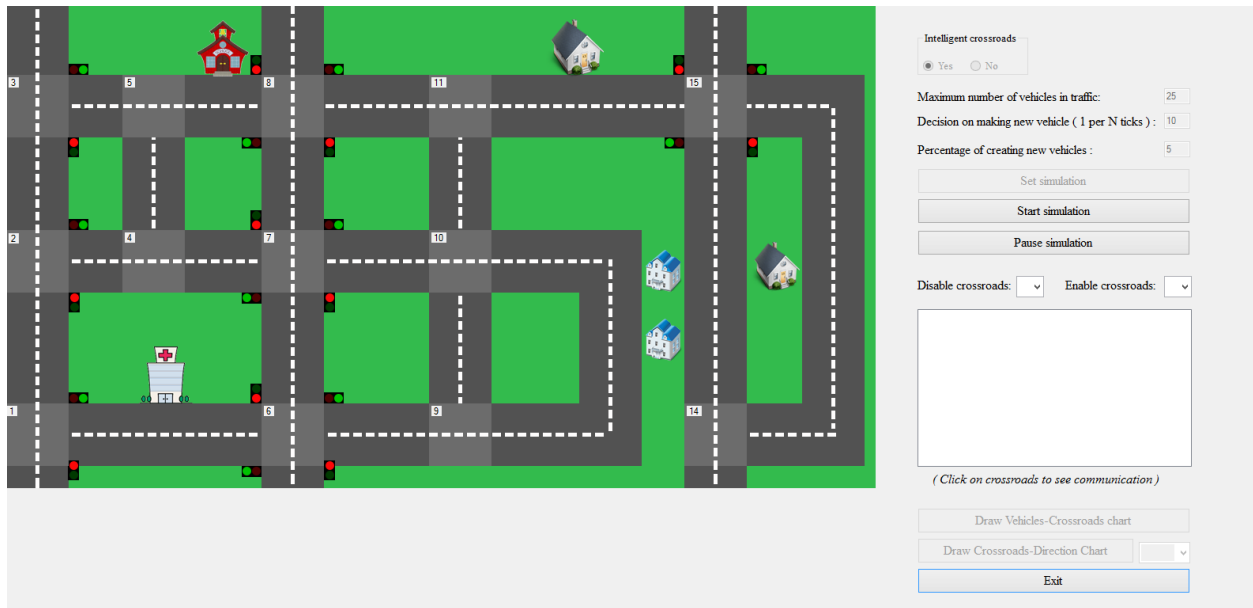 3
5
8
11
15
2
4
7
10
1
6
9
14
Intelligent crossroads
Yes No
Maximum number of vehicles in traffic: 25
Decision on making new vehicle ( 1 per N ticks ) : 10
Percentage of creating new vehicles : 5
Set simulation
Start simulation
Pause simulation
Disable crossroads: Enable crossroads:
( Click on crossroads to see communication )
Draw Vehicles-Crossroads chart
Draw Crossroads-Direction Chart
Exit